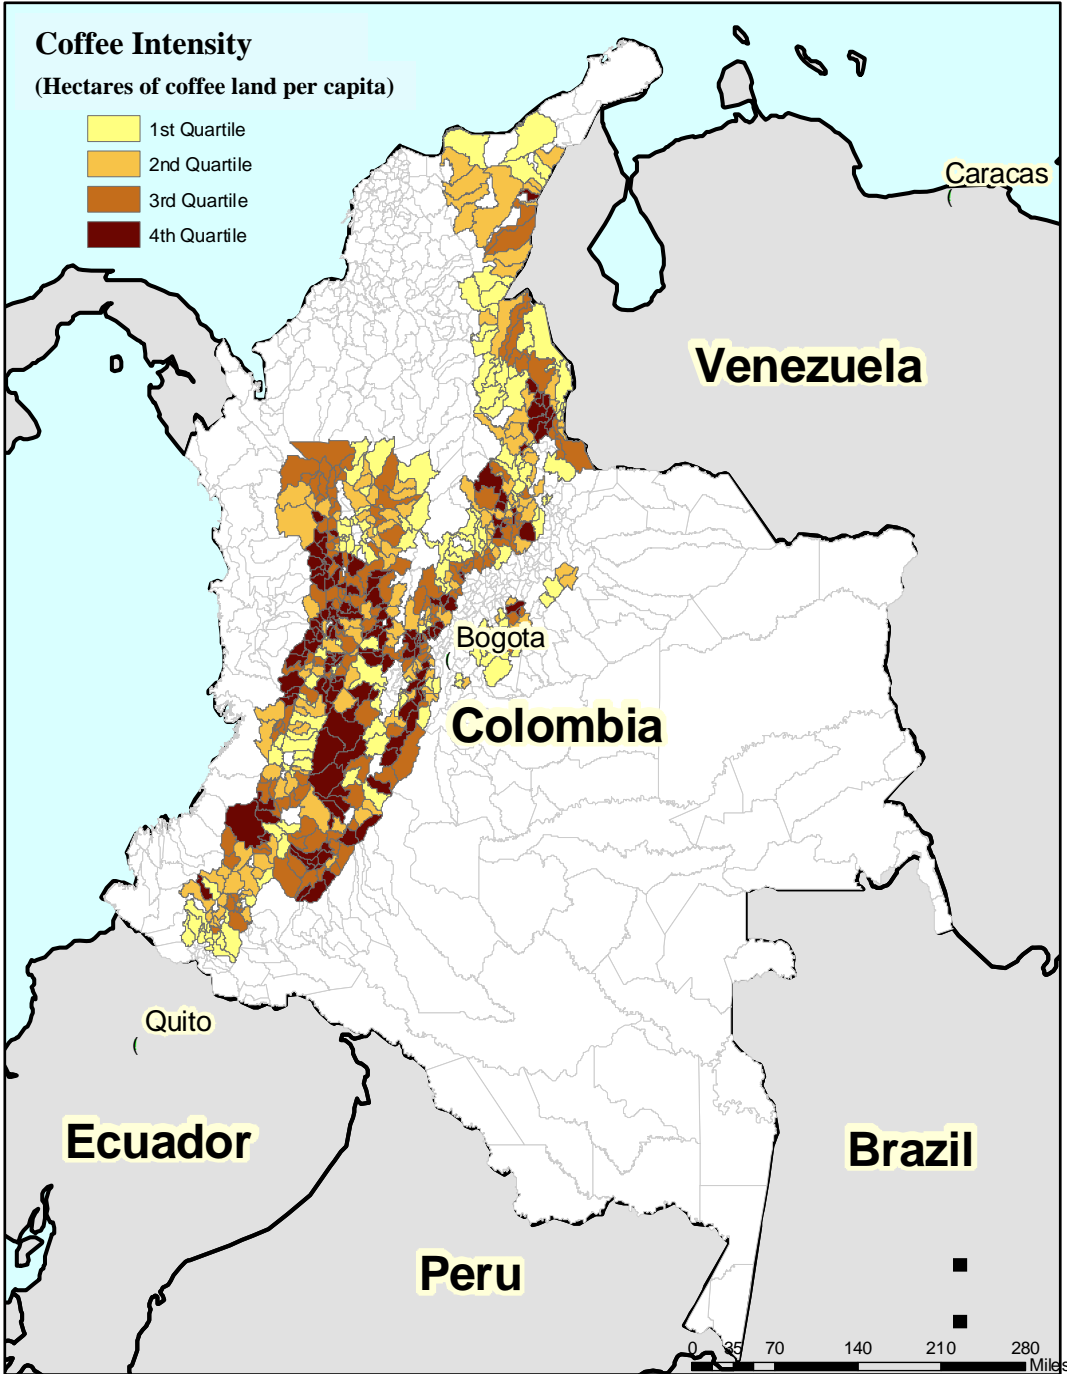 Coffee Intensity
(Hectares of coffee land per capita)
1st Quartile
2nd Quartile
3rd Quartile
4th Quartile
Caracas
Venezuela
Bogota
Colombia
Quito
Ecuador
Brazil
Peru
0 35 70 140 210 280
Miles